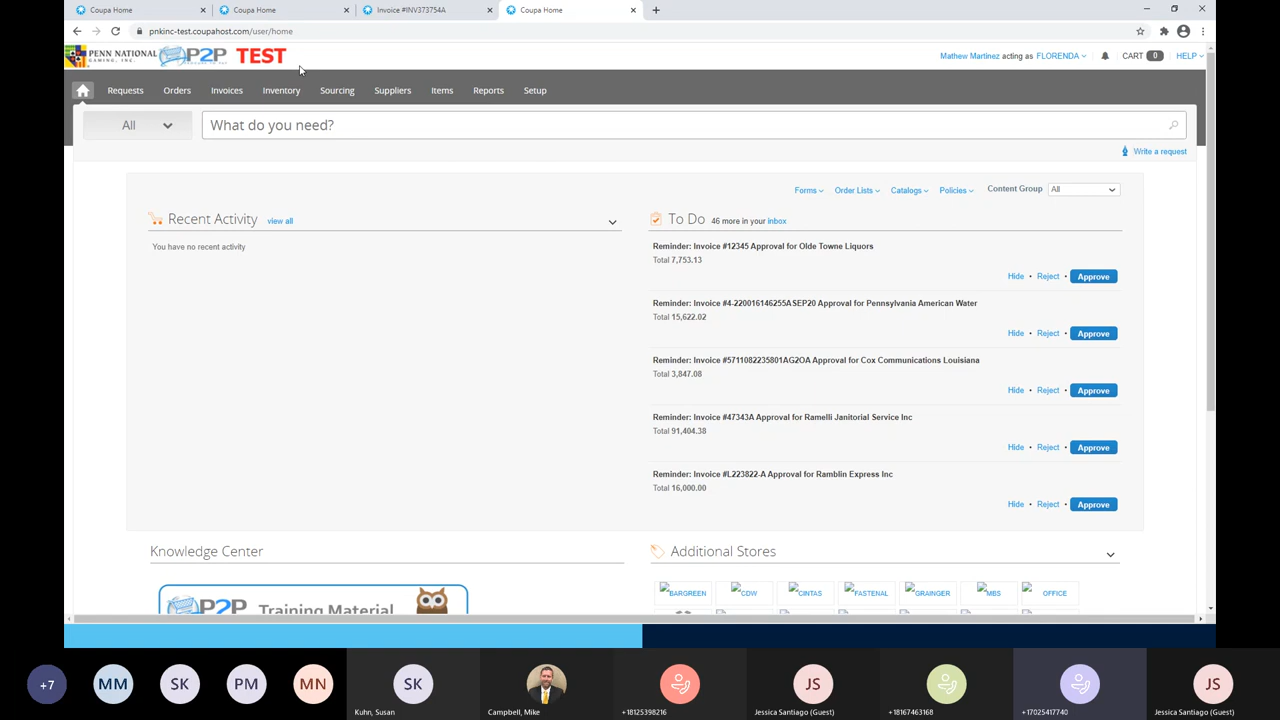 Coupa Home
Coupa Home
Invoice #INV373754A
Coupa Home
pnkinc-test.coupahost.com/user/home
PENN NATIONAL
GAMING, INC.
P2P
TEST
Mathew Martinez acting as FLORENDA
CART 0
HELP
Requests
Orders
Invoices
Inventory
Sourcing
Suppliers
Items
Reports
Setup
All
What do you need?
Write a request
Forms
Order Lists
Catalogs
Policies
Content Group
All
Recent Activity view all
You have no recent activity
To Do 46 more in your inbox
Reminder: Invoice #12345 Approval for Olde Towne Liquors
Total 7,753.13
Hide • Reject • Approve
Reminder: Invoice #4-220016146255ASEP20 Approval for Pennsylvania American Water
Total 15,622.02
Hide • Reject • Approve
Reminder: Invoice #5711082235801AG2OA Approval for Cox Communications Louisiana
Total 3,847.08
Hide • Reject • Approve
Reminder: Invoice #47343A Approval for Ramelli Janitorial Service Inc
Total 91,404.38
Hide • Reject • Approve
Reminder: Invoice #L223822-A Approval for Ramblin Express Inc
Total 16,000.00
Hide • Reject • Approve
Knowledge Center
P2P Training Material
Additional Stores
BARGREEN
CDW
CINTAS
FASTENAL
GRAINGER
MBS
OFFICE
+7
MM
SK
PM
MN
SK
Kuhn, Susan
Campbell, Mike
+18125398216
JS
Jessica Santiago (Guest)
+18167463168
+17025417740
JS
Jessica Santiago (Guest)